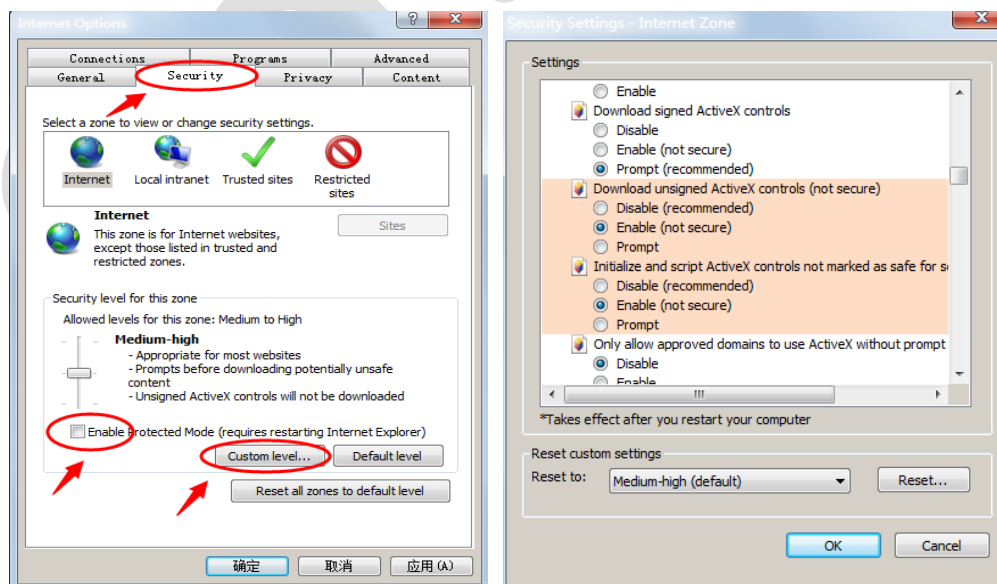 Internet Options
Connections Programs Advanced
General Security Privacy Content
Select a zone to view or change security settings.
Internet Local intranet Trusted sites Restricted
sites
Internet
This zone is for Internet websites,
except those listed in trusted and
restricted zones.
Sites
Security level for this zone
Allowed levels for this zone: Medium to High
Medium-high
- Appropriate for most websites
- Prompts before downloading potentially unsafe
content
- Unsigned ActiveX controls will not be downloaded
Enable Protected Mode (requires restarting Internet Explorer)
Custom level... Default level
Reset all zones to default level
确定 取消 应用(A)
Security Settings - Internet Zone
Settings
Enable
Download signed ActiveX controls
Disable
Enable (not secure)
Prompt (recommended)
Download unsigned ActiveX controls (not secure)
Disable (recommended)
Enable (not secure)
Prompt
Initialize and script ActiveX controls not marked as safe for s
Disable (recommended)
Enable (not secure)
Prompt
Only allow approved domains to use ActiveX without prompt
Disable
Enable
*Takes effect after you restart your computer
Reset custom settings
Reset to: Medium-high (default) Reset...
OK Cancel